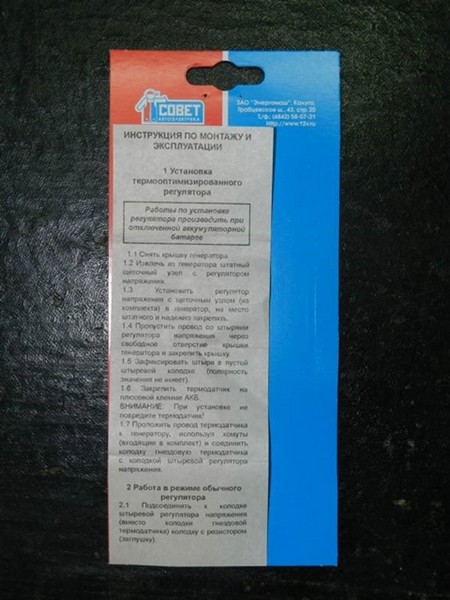 СОВЕТ
АВТОЭЛЕКТРИКА
ЗАО "Энергомаш", Калуга,
Грабцевское ш., 43, стр. 20
Т./ф.: (4842) 56-07-31
http://www.12v.ru
ИНСТРУКЦИЯ ПО МОНТАЖУ И
ЭКСПЛУАТАЦИИ
1 Установка
термооптимизированного
регулятора
Работы по установке
регулятора производить при
отключенной аккумуляторной
батарее
1.1 Снять крышку генератора.
1.2 Извлечь из генератора штатный
щеточный узел с регулятором
напряжения.
1.3 Установить регулятор
напряжения с щеточным узлом (из
комплекта) в генератор, на место
штатного и надежно закрепить.
1.4 Пропустить провод со штырями
регулятора напряжения через
свободное отверстие крышки
генератора и закрепить крышку.
1.5 Зафиксировать штыри в пустой
штыревой колодке (полярность
значения не имеет).
1.6 Закрепить термодатчик на
плюсовой клемме АКБ.
ВНИМАНИЕ: При установке не
повредите термодатчик!
1.7 Проложить провод термодатчика
к генератору, используя хомуты
(входящие в комплект) и соединить
колодку гнездовую термодатчика
с колодкой штыревой регулятора
напряжения.
2 Работа в режиме обычного
регулятора
2.1 Подсоединить к колодке
штыревой регулятора напряжения
(вместо колодки гнездовой
термодатчика) колодку с резистором
(заглушку).